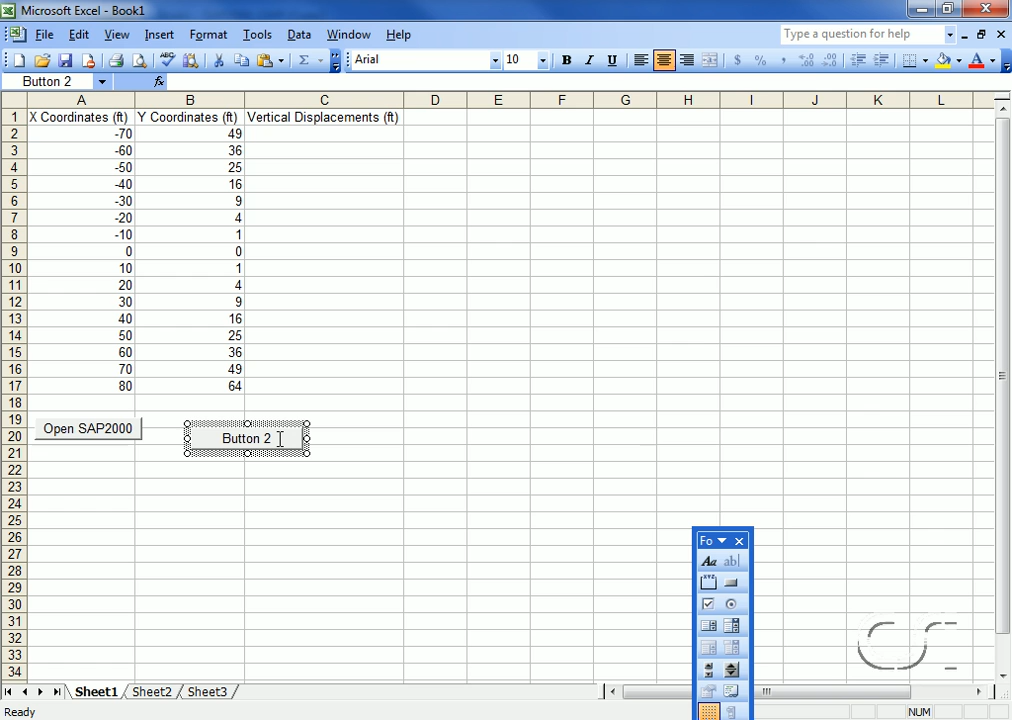 Microsoft Excel - Book1
File Edit View Insert Format Tools Data Window Help Type a question for help
Arial 10 B I U $ % ,
Button 2 fx
A B C D E F G H I J K L
1 X Coordinates (ft) Y Coordinates (ft) Vertical Displacements (ft)
2 -70 49
3 -60 36
4 -50 25
5 -40 16
6 -30 9
7 -20 4
8 -10 1
9 0 0
10 10 1
11 20 4
12 30 9
13 40 16
14 50 25
15 60 36
16 70 49
17 80 64
18
19
20 Open SAP2000 Button 2
21
22
23
24
25
26
27
28
29
30
31
32
33
34
Fo
Aa ab|
XYZ
CSI
Sheet1 Sheet2 Sheet3
Ready NUM